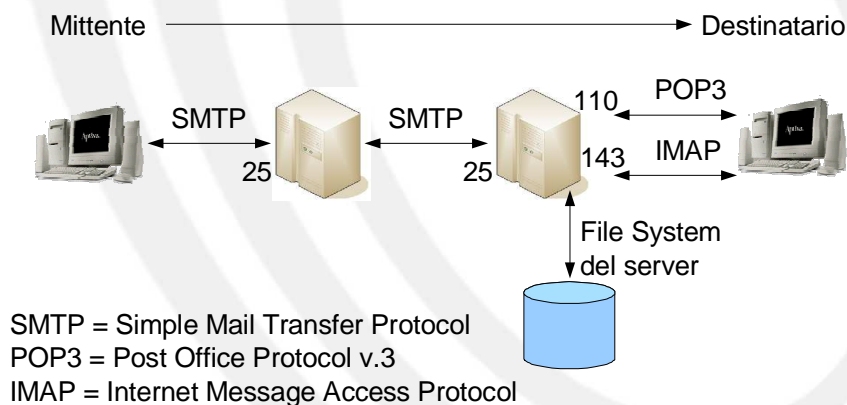 Mittente
Destinatario
SMTP
SMTP
110
POP3
25
25
143
IMAP
File System
del server
SMTP = Simple Mail Transfer Protocol
POP3 = Post Office Protocol v.3
IMAP = Internet Message Access Protocol